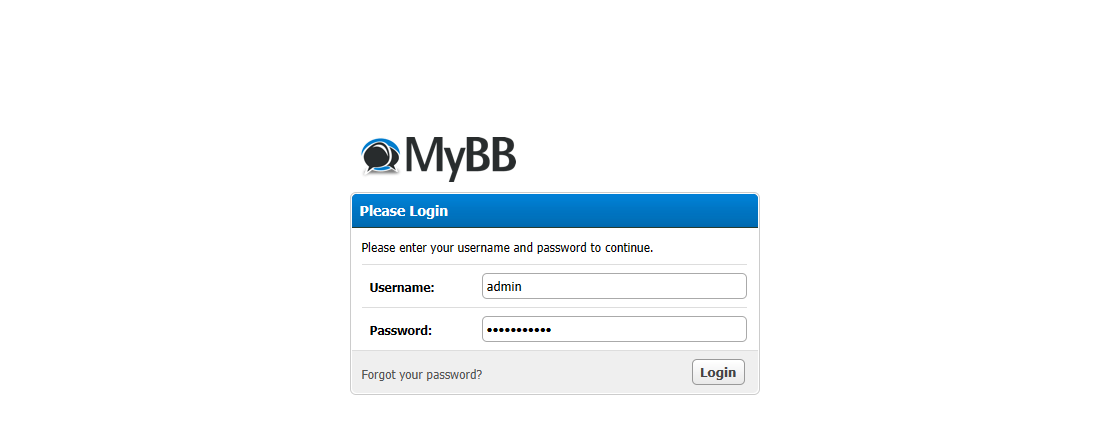 MyBB
Please Login
Please enter your username and password to continue.
Username: admin
Password: •••••••••••
Forgot your password? Login